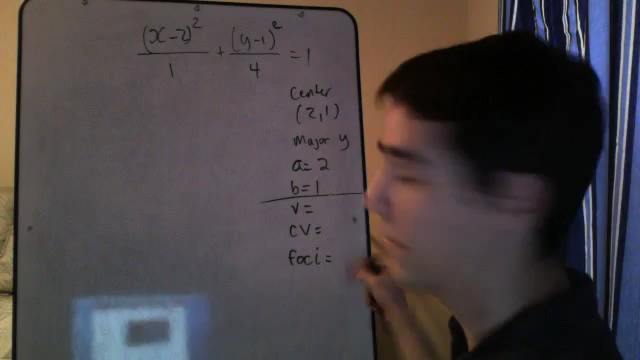 (x-2)²/1 + (y-1)²/4 = 1
Center
(2,1)
Major y
a= 2
b= 1
V=
CV=
foci=